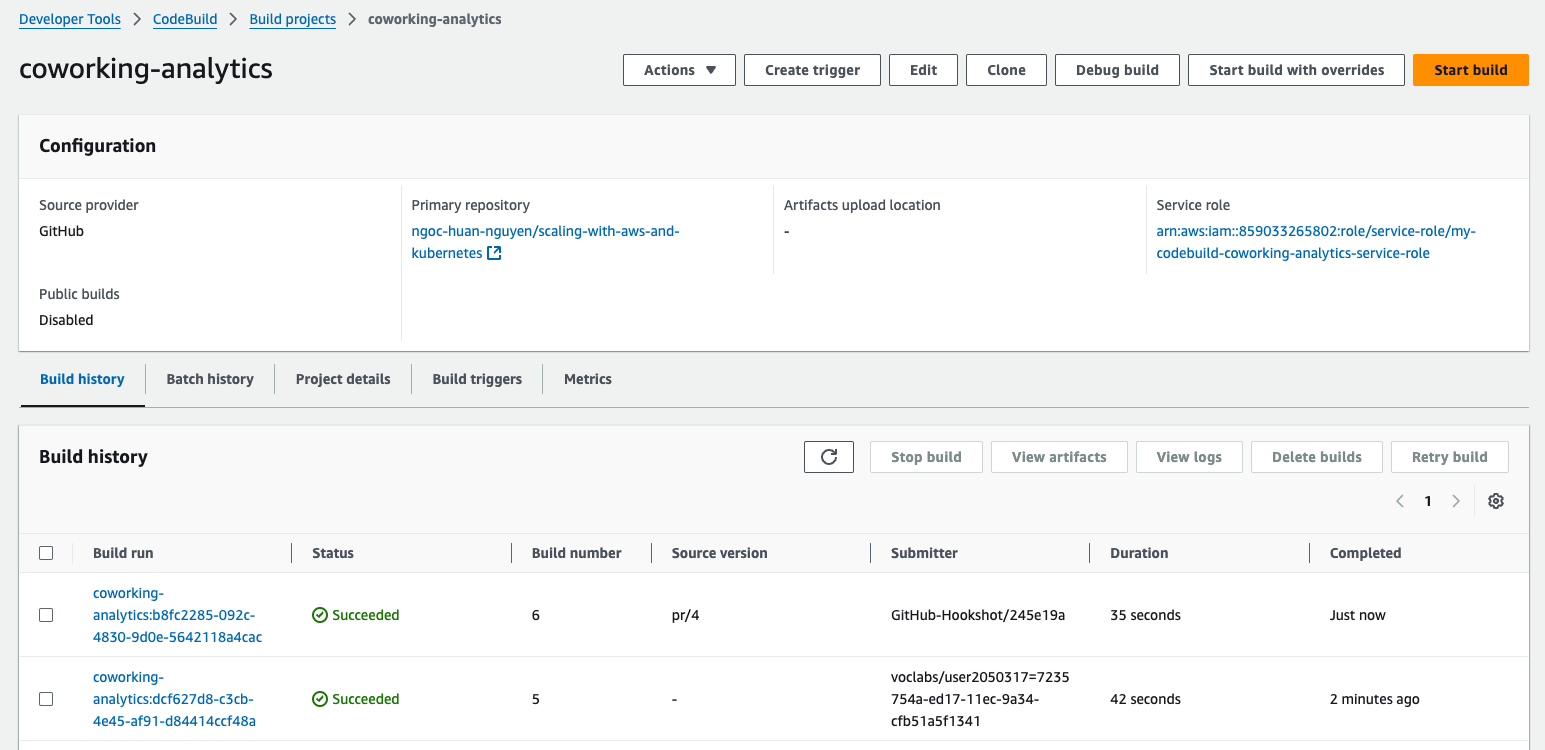 Developer Tools > CodeBuild > Build projects > coworking-analytics
coworking-analytics
Actions ▼ Create trigger Edit Clone Debug build Start build with overrides Start build
Configuration
Source provider
GitHub
Primary repository
ngoc-huan-nguyen/scaling-with-aws-and-
kubernetes
Artifacts upload location
-
Service role
arn:aws:iam::859033265802:role/service-role/my-
codebuild-coworking-analytics-service-role
Public builds
Disabled
Build history Batch history Project details Build triggers Metrics
Build history
Stop build View artifacts View logs Delete builds Retry build
< 1 >
Build run Status Build number Source version Submitter Duration Completed
coworking-
analytics:b8fc2285-092c-
4830-9d0e-5642118a4cac
Succeeded
6
pr/4
GitHub-Hookshot/245e19a
35 seconds
Just now
coworking-
analytics:dcf627d8-c3cb-
4e45-af91-d84414ccf48a
Succeeded
5
-
voclabs/user2050317=7235
754a-ed17-11ec-9a34-
cfb51a5f1341
42 seconds
2 minutes ago